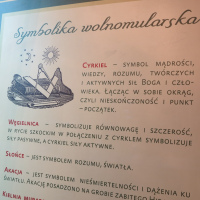 Symbolika wolnomularska
CYRKIEL – SYMBOL MĄDROŚCI,
WIEDZY, ROZUMU, TWÓRCZYCH
I AKTYWNYCH SIŁ BOGA I CZŁO-
WIEKA. ŁĄCZĄC W SOBIE OKRĄG,
CZYLI NIESKOŃCZONOŚĆ I PUNKT
– POCZĄTEK.
WĘGIELNICA – SYMBOLIZUJE RÓWNOWAGĘ I SZCZEROŚĆ,
W RYCIE SZKOCKIM W POŁĄCZENIU Z CYRKLEM SYMBOLIZUJE
SIŁY PASYWNE, A CYRKIEL SIŁY AKTYWNE.
SŁOŃCE – JEST SYMBOLEM ROZUMU, ŚWIATŁA.
AKACJA – JEST SYMBOLEM NIEŚMIERTELNOŚCI I DĄŻENIA KU
ŚWIATŁU. AKACJĘ POSADZONO NA GROBIE ZABITEGO
KIELNIA